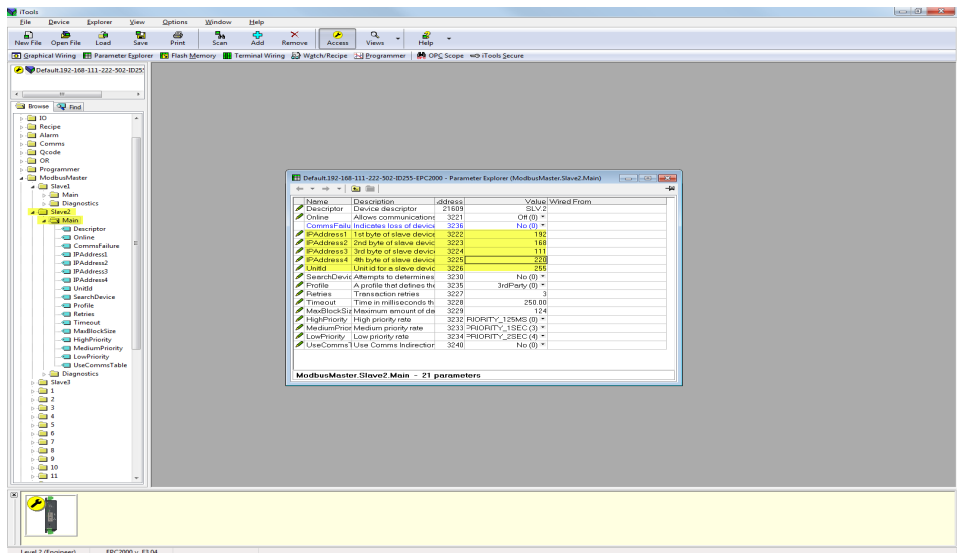 iTools
File Device Explorer View Options Window Help
New File Open File Load Save Print Scan Add Remove Access Views Help
Graphical Wiring Parameter Explorer Flash Memory Terminal Wiring Watch/Recipe Programmer OPC Scope iTools Secure
Default.192-168-111-222-502-ID255
Browse Find
IO
Recipe
Alarm
Comms
Qcode
OR
Programmer
ModbusMaster
Slave1
Main
Diagnostics
Slave2
Main
Descriptor
Online
CommsFailure
IPAddress1
IPAddress2
IPAddress3
IPAddress4
UnitId
SearchDevice
Profile
Retries
Timeout
MaxBlockSize
HighPriority
MediumPriority
LowPriority
UseCommsTable
Diagnostics
Slave3
1
2
3
4
5
6
7
8
9
10
11
Default.192-168-111-222-502-ID255-EPC2000 - Parameter Explorer (ModbusMaster.Slave2.Main)
Name Description Address Value Wired From
Descriptor Device descriptor 21609 SLV.2
Online Allows communications 3221 Off (0)
CommsFailu Indicates loss of device 3236 No (0)
IPAddress1 1st byte of slave device 3222 192
IPAddress2 2nd byte of slave devic 3223 168
IPAddress3 3rd byte of slave device 3224 111
IPAddress4 4th byte of slave device 3225 220
UnitId Unit id for a slave devic 3226 255
SearchDevic Attempts to determines 3230 No (0)
Profile A profile that defines the 3235 3rdParty (0)
Retries Transaction retries 3227 3
Timeout Time in milliseconds th 3228 250.00
MaxBlockSiz Maximum amount of da 3229 124
HighPriority High priority rate 3232 RIORITY_125MS (0)
MediumPrior Medium priority rate 3233 PRIORITY_1SEC (3)
LowPriority Low priority rate 3234 PRIORITY_2SEC (4)
UseCommsT Use Comms Indirection 3240 No (0)
ModbusMaster.Slave2.Main - 21 parameters
Level 2 (Engineer) EPC2000 v. E3.04